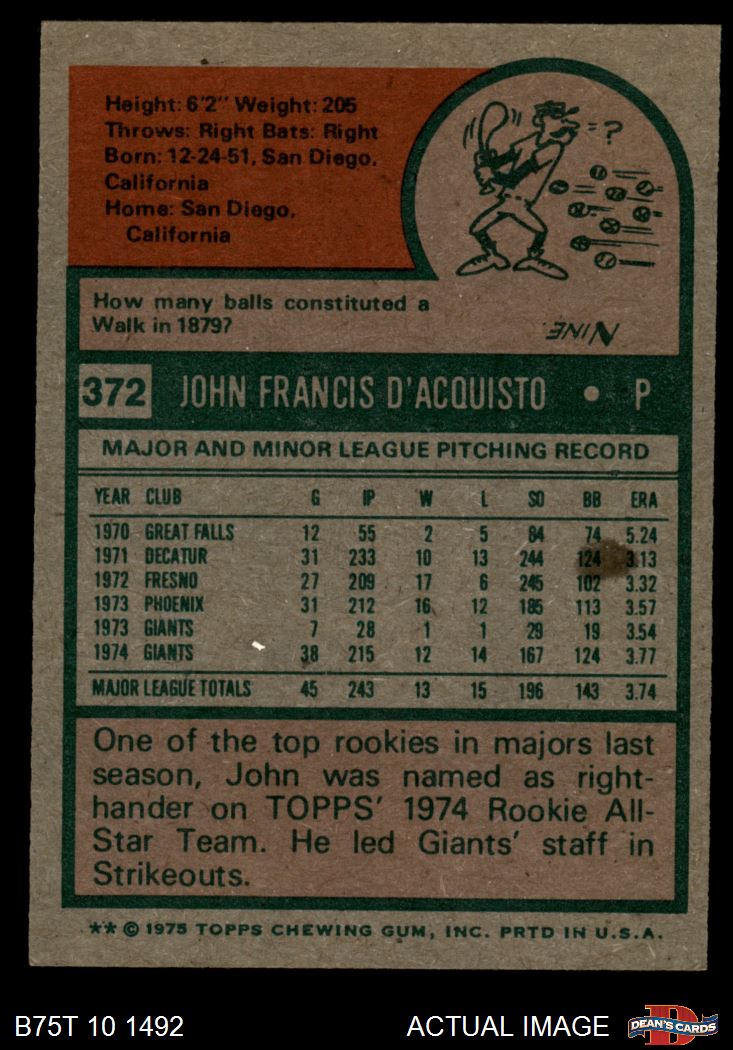 Height: 6'2" Weight: 205
Throws: Right Bats: Right
Born: 12-24-51, San Diego,
California
Home: San Diego,
California
= ?
How many balls constituted a
Walk in 1879?
NINE.
372 JOHN FRANCIS D'ACQUISTO • P
MAJOR AND MINOR LEAGUE PITCHING RECORD
YEAR CLUB G IP W L SO BB ERA
1970 GREAT FALLS 12 55 2 5 84 74 5.24
1971 DECATUR 31 233 10 13 244 124 3.13
1972 FRESNO 27 209 17 6 245 102 3.32
1973 PHOENIX 31 212 16 12 185 113 3.57
1973 GIANTS 7 28 1 1 29 19 3.54
1974 GIANTS 38 215 12 14 167 124 3.77
MAJOR LEAGUE TOTALS 45 243 13 15 196 143 3.74
One of the top rookies in majors last
season, John was named as right-
hander on TOPPS' 1974 Rookie All-
Star Team. He led Giants' staff in
Strikeouts.
** © 1975 TOPPS CHEWING GUM, INC. PRTD IN U.S.A.
B75T 10 1492 ACTUAL IMAGE DEAN'S CARDS